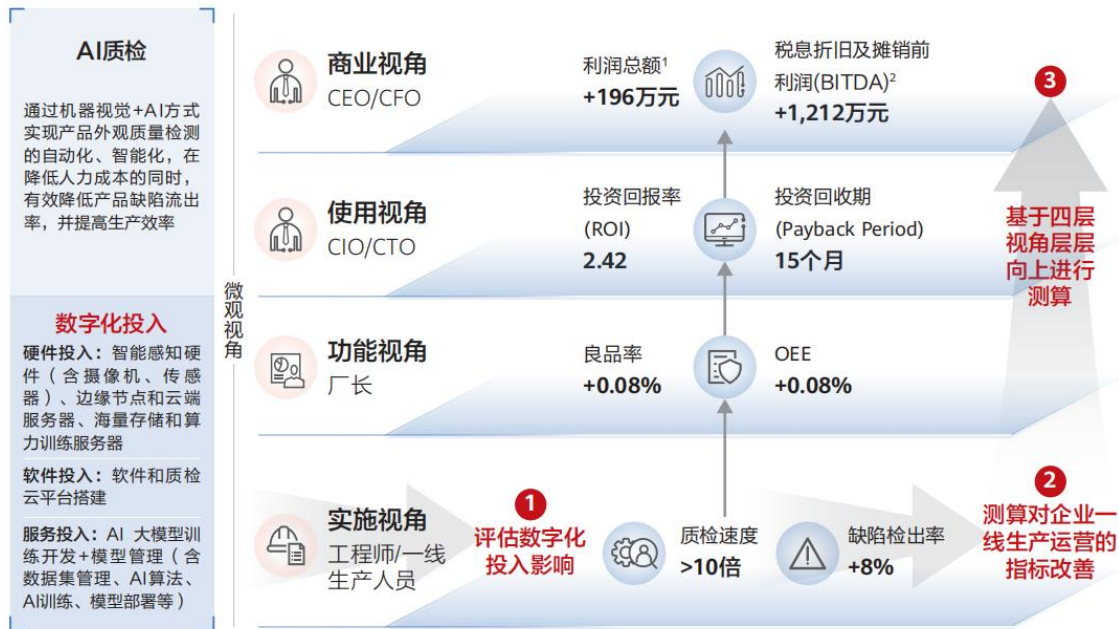 AI质检
通过机器视觉+AI方式
实现产品外观质量检测
的自动化、智能化，在
降低人力成本的同时，
有效降低产品缺陷流出
率，并提高生产效率
数字化投入
硬件投入：智能感知硬
件（含摄像机、传感
器）、边缘节点和云端
服务器、海量存储和算
力训练服务器
软件投入：软件和质检
云平台搭建
服务投入：AI 大模型训
练开发+模型管理（含
数据集管理、AI算法、
AI训练、模型部署等）
微观视角
商业视角
CEO/CFO
利润总额¹
+196万元
税息折旧及摊销前
利润(BITDA)²
+1,212万元
使用视角
CIO/CTO
投资回报率
(ROI)
2.42
投资回收期
(Payback Period)
15个月
功能视角
厂长
良品率
+0.08%
OEE
+0.08%
实施视角
工程师/一线
生产人员
1
评估数字化
投入影响
质检速度
>10倍
缺陷检出率
+8%
2
测算对企业一
线生产运营的
指标改善
3
基于四层
视角层层
向上进行
测算